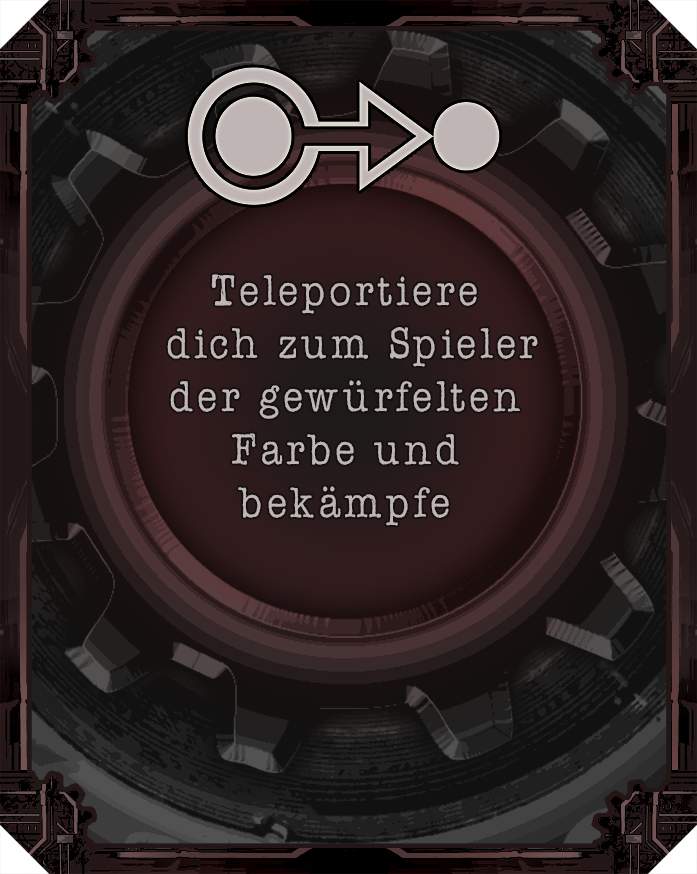 Teleportiere
dich zum Spieler
der gewürfelten
Farbe und
bekämpfe